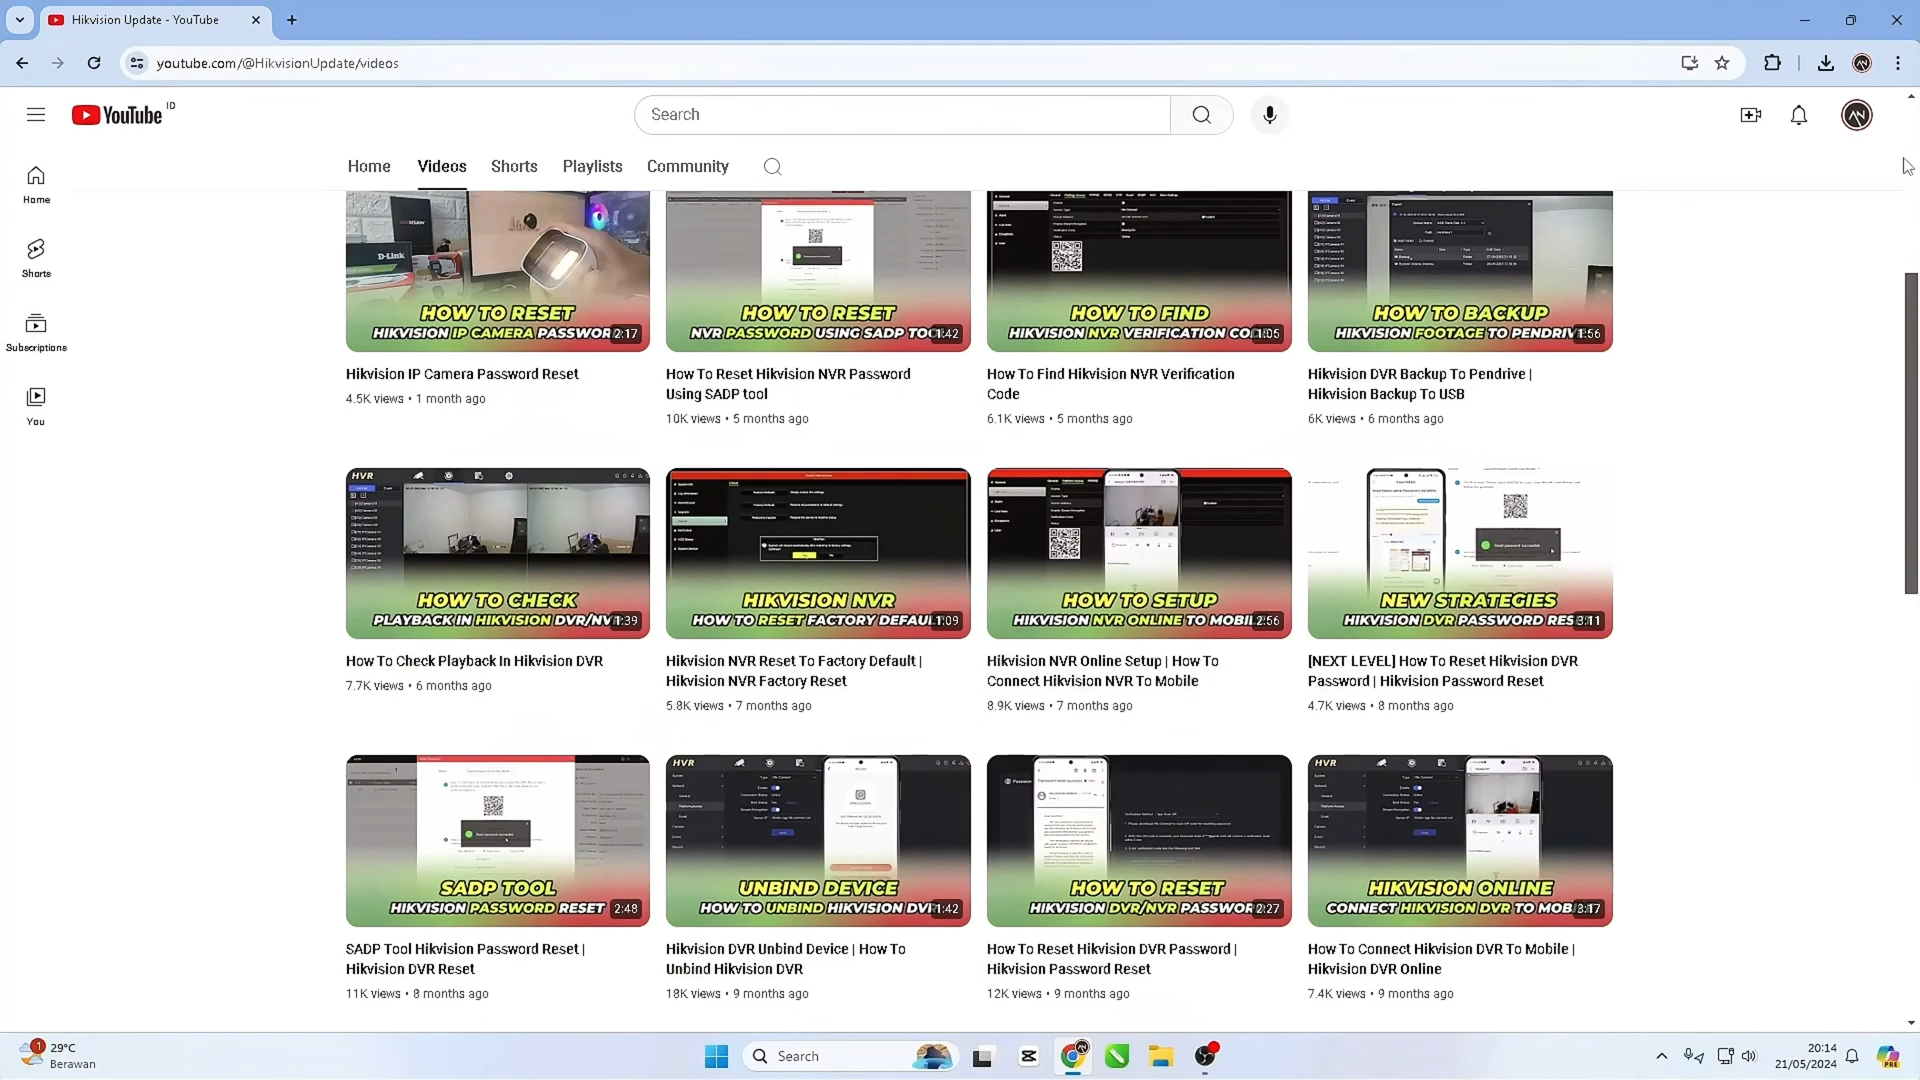 Hikvision Update - YouTube
youtube.com/@HikvisionUpdate/videos
YouTube ID
Search
Home
Videos
Shorts
Playlists
Community
Home
Shorts
Subscriptions
You
D-Link
HOW TO RESET
HIKVISION IP CAMERA PASSWOR
2:17
HOW TO RESET
NVR PASSWORD USING SADP TO
1:42
HOW TO FIND
HIKVISION NVR VERIFICATION CO
1:05
HOW TO BACKUP
HIKVISION FOOTAGE TO PENDRIV
1:56
Hikvision IP Camera Password Reset
4.5K views • 1 month ago
How To Reset Hikvision NVR Password
Using SADP tool
10K views • 5 months ago
How To Find Hikvision NVR Verification
Code
6.1K views • 5 months ago
Hikvision DVR Backup To Pendrive |
Hikvision Backup To USB
6K views • 6 months ago
HVR
HOW TO CHECK
PLAYBACK IN HIKVISION DVR/NV
1:39
HIKVISION NVR
HOW TO RESET FACTORY DEFAU
1:09
HOW TO SETUP
HIKVISION NVR ONLINE TO MOBI
2:56
NEW STRATEGIES
HIKVISION DVR PASSWORD RES
3:11
How To Check Playback In Hikvision DVR
7.7K views • 6 months ago
Hikvision NVR Reset To Factory Default |
Hikvision NVR Factory Reset
5.8K views • 7 months ago
Hikvision NVR Online Setup | How To
Connect Hikvision NVR To Mobile
8.9K views • 7 months ago
[NEXT LEVEL] How To Reset Hikvision DVR
Password | Hikvision Password Reset
4.7K views • 8 months ago
SADP TOOL
HIKVISION PASSWORD RESET
2:48
HVR
UNBIND DEVICE
HOW TO UNBIND HIKVISION DV
1:42
HOW TO RESET
HIKVISION DVR/NVR PASSWOR
2:27
HVR
HIKVISION ONLINE
CONNECT HIKVISION DVR TO MOB
3:17
SADP Tool Hikvision Password Reset |
Hikvision DVR Reset
11K views • 8 months ago
Hikvision DVR Unbind Device | How To
Unbind Hikvision DVR
18K views • 9 months ago
How To Reset Hikvision DVR Password |
Hikvision Password Reset
12K views • 9 months ago
How To Connect Hikvision DVR To Mobile |
Hikvision DVR Online
7.4K views • 9 months ago
1
29°C
Berawan
Search
20:14
21/05/2024
PRE